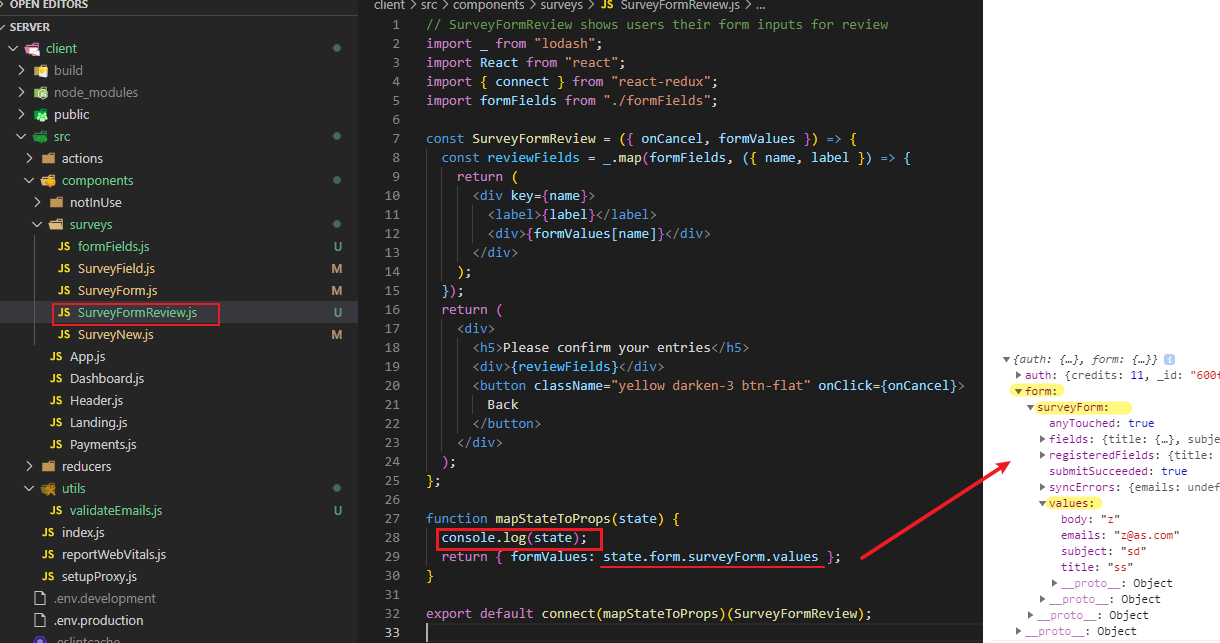 OPEN EDITORS
SERVER
client
build
node_modules
public
src
actions
components
notInUse
surveys
JS formFields.js U
JS SurveyField.js M
JS SurveyForm.js M
JS SurveyFormReview.js U
JS SurveyNew.js M
JS App.js
JS Dashboard.js
JS Header.js
JS Landing.js
JS Payments.js
reducers
utils
JS validateEmails.js U
JS index.js
JS reportWebVitals.js
JS setupProxy.js
.env.development
.env.production
.eslintcache
client > src > components > surveys > JS SurveyFormReview.js > ...
1 // SurveyFormReview shows users their form inputs for review
2 import _ from "lodash";
3 import React from "react";
4 import { connect } from "react-redux";
5 import formFields from "./formFields";
6
7 const SurveyFormReview = ({ onCancel, formValues }) => {
8 const reviewFields = _.map(formFields, ({ name, label }) => {
9 return (
10 <div key={name}>
11 <label>{label}</label>
12 <div>{formValues[name]}</div>
13 </div>
14 );
15 });
16 return (
17 <div>
18 <h5>Please confirm your entries</h5>
19 <div>{reviewFields}</div>
20 <button className="yellow darken-3 btn-flat" onClick={onCancel}>
21 Back
22 </button>
23 </div>
24 );
25 };
26
27 function mapStateToProps(state) {
28 console.log(state);
29 return { formValues: state.form.surveyForm.values };
30 }
31
32 export default connect(mapStateToProps)(SurveyFormReview);
33
{auth: {…}, form: {…}} i
auth: {credits: 11, _id: "600
form:
surveyForm:
anyTouched: true
fields: {title: {…}, subje
registeredFields: {title:
submitSucceeded: true
syncErrors: {emails: undef
values:
body: "z"
emails: "z@as.com"
subject: "sd"
title: "ss"
__proto__: Object
__proto__: Object
__proto__: Object
__proto__: Object